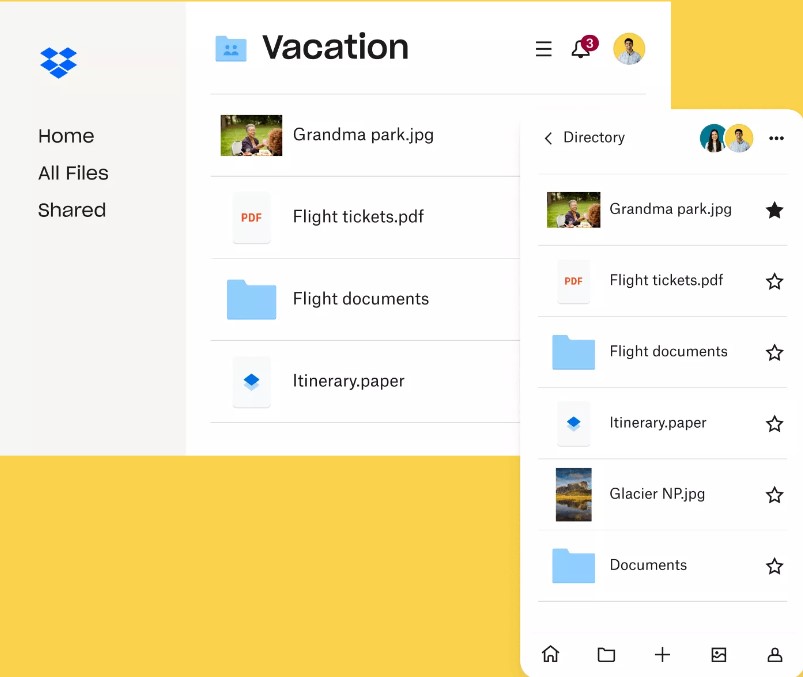 Vacation
3
Home
All Files
Shared
Grandma park.jpg
PDF
Flight tickets.pdf
Flight documents
Itinerary.paper
Directory
Grandma park.jpg
PDF
Flight tickets.pdf
Flight documents
Itinerary.paper
Glacier NP.jpg
Documents